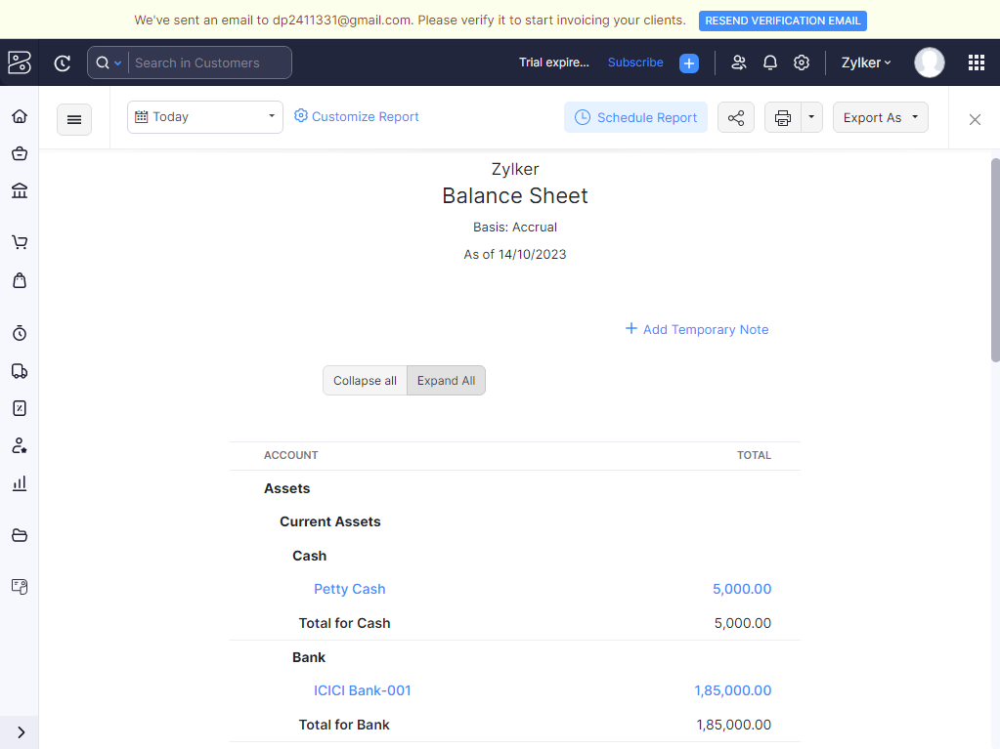 We've sent an email to dp2411331@gmail.com. Please verify it to start invoicing your clients. RESEND VERIFICATION EMAIL
Search in Customers Trial expire... Subscribe Zylker
Today Customize Report Schedule Report Export As
Zylker
Balance Sheet
Basis: Accrual
As of 14/10/2023
Add Temporary Note
Collapse all Expand All
ACCOUNT TOTAL
Assets
Current Assets
Cash
Petty Cash 5,000.00
Total for Cash 5,000.00
Bank
ICICI Bank-001 1,85,000.00
Total for Bank 1,85,000.00